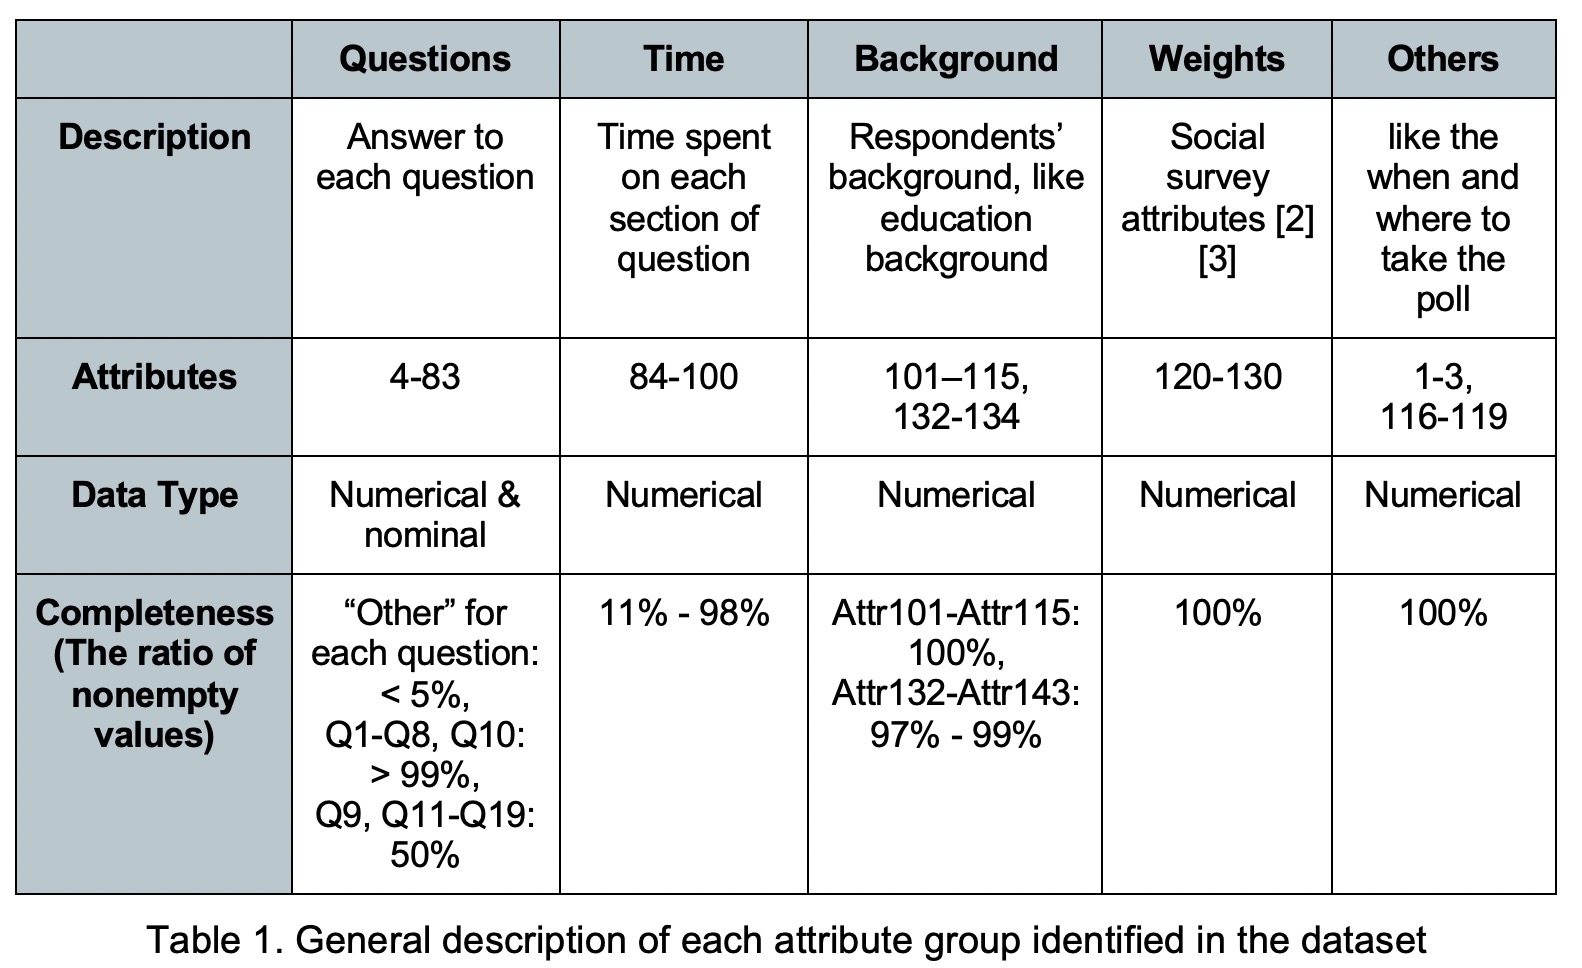 Questions
Time
Background
Weights
Others
Description
Answer to
each question
Time spent
on each
section of
question
Respondents’
background, like
education
background
Social
survey
attributes [2]
[3]
like the
when and
where to
take the
poll
Attributes
4-83
84-100
101–115,
132-134
120-130
1-3,
116-119
Data Type
Numerical &
nominal
Numerical
Numerical
Numerical
Numerical
Completeness
(The ratio of
nonempty
values)
“Other” for
each question:
< 5%,
Q1-Q8, Q10:
> 99%,
Q9, Q11-Q19:
50%
11% - 98%
Attr101-Attr115:
100%,
Attr132-Attr143:
97% - 99%
100%
100%
Table 1. General description of each attribute group identified in the dataset